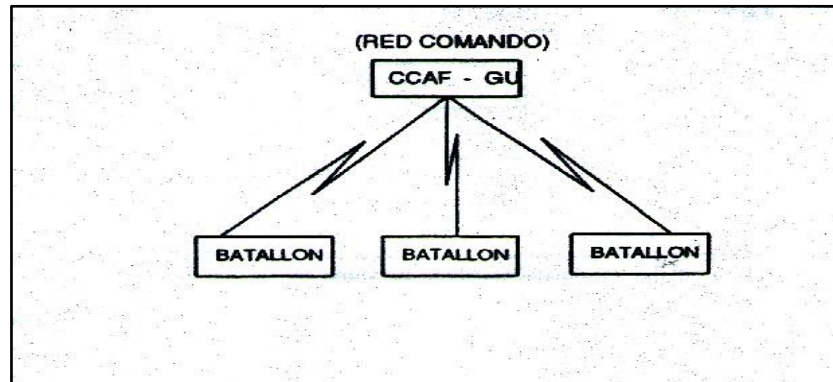 (RED COMANDO)
CCAF - GU
BATALLON BATALLON BATALLON